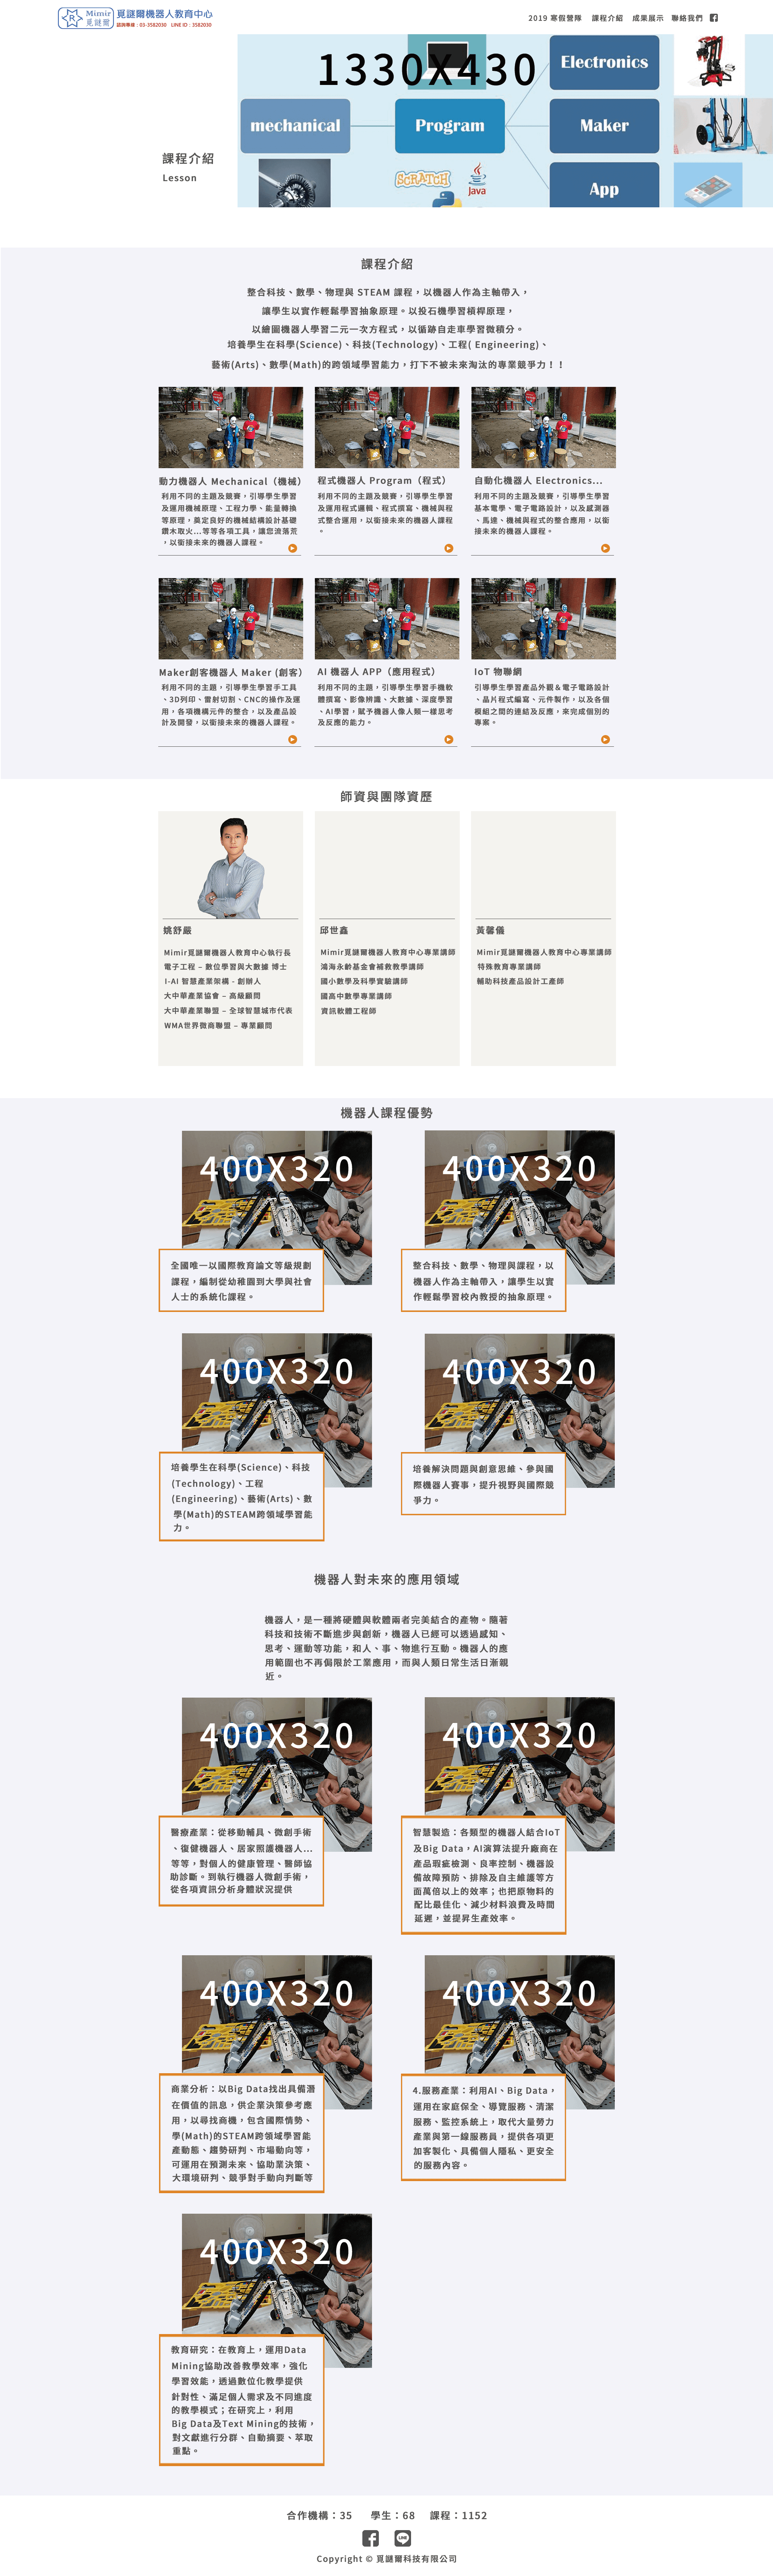 Mimir
覓謎爾
覓謎爾機器人教育中心
諮詢專線：03-3582030 LINE ID：3582030
2019 寒假營隊 課程介紹 成果展示 聯絡我們
1330X430
mechanical
Program
Electronics
Maker
App
SCRATCH
Java
課程介紹
Lesson
課程介紹
整合科技、數學、物理與 STEAM 課程，以機器人作為主軸帶入，
讓學生以實作輕鬆學習抽象原理。以投石機學習槓桿原理，
以繪圖機器人學習二元一次方程式，以循跡自走車學習微積分。
培養學生在科學(Science)、科技(Technology)、工程( Engineering)、
藝術(Arts)、數學(Math)的跨領域學習能力，打下不被未來淘汰的專業競爭力！！
動力機器人 Mechanical（機械）
利用不同的主題及競賽，引導學生學習
及運用機械原理、工程力學、能量轉換
等原理，奠定良好的機械結構設計基礎
鑽木取火...等等各項工具，讓您流落荒
，以銜接未來的機器人課程。
程式機器人 Program（程式）
利用不同的主題及競賽，引導學生學習
及運用程式邏輯、程式撰寫、機械與程
式整合運用，以銜接未來的機器人課程
。
自動化機器人 Electronics...
利用不同的主題及競賽，引導學生學習
基本電學、電子電路設計，以及感測器
、馬達、機械與程式的整合應用，以銜
接未來的機器人課程。
Maker創客機器人 Maker (創客）
利用不同的主題，引導學生學習手工具
、3D列印、雷射切割、CNC的操作及運
用，各項機構元件的整合，以及產品設
計及開發，以銜接未來的機器人課程。
AI 機器人 APP（應用程式）
利用不同的主題，引導學生學習手機軟
體撰寫、影像辨識、大數據、深度學習
、AI學習，賦予機器人像人類一樣思考
及反應的能力。
IoT 物聯網
引導學生學習產品外觀＆電子電路設計
、晶片程式編寫、元件製作，以及各個
模組之間的連結及反應，來完成個別的
專案。
師資與團隊資歷
姚舒嚴
Mimir覓謎爾機器人教育中心執行長
電子工程 – 數位學習與大數據 博士
I-AI 智慧產業架構 - 創辦人
大中華產業協會 – 高級顧問
大中華產業聯盟 – 全球智慧城市代表
WMA世界微商聯盟 – 專業顧問
邱世鑫
Mimir覓謎爾機器人教育中心專業講師
鴻海永齡基金會補救教學講師
國小數學及科學實驗講師
國高中數學專業講師
資訊軟體工程師
黃馨儀
Mimir覓謎爾機器人教育中心專業講師
特殊教育專業講師
輔助科技產品設計工產師
機器人課程優勢
400X320
全國唯一以國際教育論文等級規劃
課程，編制從幼稚園到大學與社會
人士的系統化課程。
400X320
整合科技、數學、物理與課程，以
機器人作為主軸帶入，讓學生以實
作輕鬆學習校內教授的抽象原理。
400X320
培養學生在科學(Science)、科技
(Technology)、工程
(Engineering)、藝術(Arts)、數
學(Math)的STEAM跨領域學習能
力。
400X320
培養解決問題與創意思維、參與國
際機器人賽事，提升視野與國際競
爭力。
機器人對未來的應用領域
機器人，是一種將硬體與軟體兩者完美結合的產物。隨著
科技和技術不斷進步與創新，機器人已經可以透過感知、
思考、運動等功能，和人、事、物進行互動。機器人的應
用範圍也不再侷限於工業應用，而與人類日常生活日漸親
近。
400X320
醫療產業：從移動輔具、微創手術
、復健機器人、居家照護機器人...
等等，對個人的健康管理、醫師協
助診斷。到執行機器人微創手術，
從各項資訊分析身體狀況提供
400X320
智慧製造：各類型的機器人結合IoT
及Big Data，AI演算法提升廠商在
產品瑕疵檢測、良率控制、機器設
備故障預防、排除及自主維護等方
面萬倍以上的效率；也把原物料的
配比最佳化、減少材料浪費及時間
延遲，並提昇生產效率。
400X320
商業分析：以Big Data找出具備潛
在價值的訊息，供企業決策參考應
用，以尋找商機，包含國際情勢、
學(Math)的STEAM跨領域學習能
產動態、趨勢研判、市場動向等，
可運用在預測未來、協助業決策、
大環境研判、競爭對手動向判斷等
400X320
4.服務產業：利用AI、Big Data，
運用在家庭保全、導覽服務、清潔
服務、監控系統上，取代大量勞力
產業與第一線服務員，提供各項更
加客製化、具備個人隱私、更安全
的服務內容。
400X320
教育研究：在教育上，運用Data
Mining協助改善教學效率，強化
學習效能，透過數位化教學提供
針對性、滿足個人需求及不同進度
的教學模式；在研究上，利用
Big Data及Text Mining的技術，
對文獻進行分群、自動摘要、萃取
重點。
合作機構：35 學生：68 課程：1152
LINE
Copyright © 覓謎爾科技有限公司